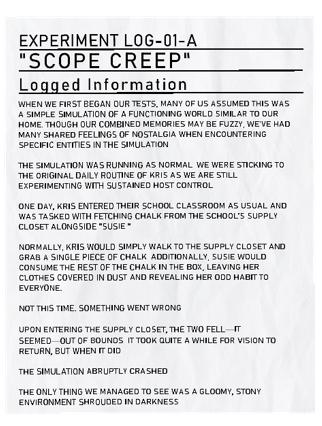 EXPERIMENT LOG-01-A
"SCOPE CREEP"
Logged Information
WHEN WE FIRST BEGAN OUR TESTS, MANY OF US ASSUMED THIS WAS
A SIMPLE SIMULATION OF A FUNCTIONING WORLD SIMILAR TO OUR
HOME. THOUGH OUR COMBINED MEMORIES MAY BE FUZZY, WE'VE HAD
MANY SHARED FEELINGS OF NOSTALGIA WHEN ENCOUNTERING
SPECIFIC ENTITIES IN THE SIMULATION
THE SIMULATION WAS RUNNING AS NORMAL WE WERE STICKING TO
THE ORIGINAL DAILY ROUTINE OF KRIS AS WE ARE STILL
EXPERIMENTING WITH SUSTAINED HOST CONTROL
ONE DAY, KRIS ENTERED THEIR SCHOOL CLASSROOM AS USUAL AND
WAS TASKED WITH FETCHING CHALK FROM THE SCHOOL'S SUPPLY
CLOSET ALONGSIDE "SUSIE"
NORMALLY, KRIS WOULD SIMPLY WALK TO THE SUPPLY CLOSET AND
GRAB A SINGLE PIECE OF CHALK ADDITIONALLY, SUSIE WOULD
CONSUME THE REST OF THE CHALK IN THE BOX, LEAVING HER
CLOTHES COVERED IN DUST AND REVEALING HER ODD HABIT TO
EVERYONE.
NOT THIS TIME. SOMETHING WENT WRONG
UPON ENTERING THE SUPPLY CLOSET, THE TWO FELL—IT
SEEMED—OUT OF BOUNDS IT TOOK QUITE A WHILE FOR VISION TO
RETURN, BUT WHEN IT DID
THE SIMULATION ABRUPTLY CRASHED
THE ONLY THING WE MANAGED TO SEE WAS A GLOOMY, STONY
ENVIRONMENT SHROUDED IN DARKNESS